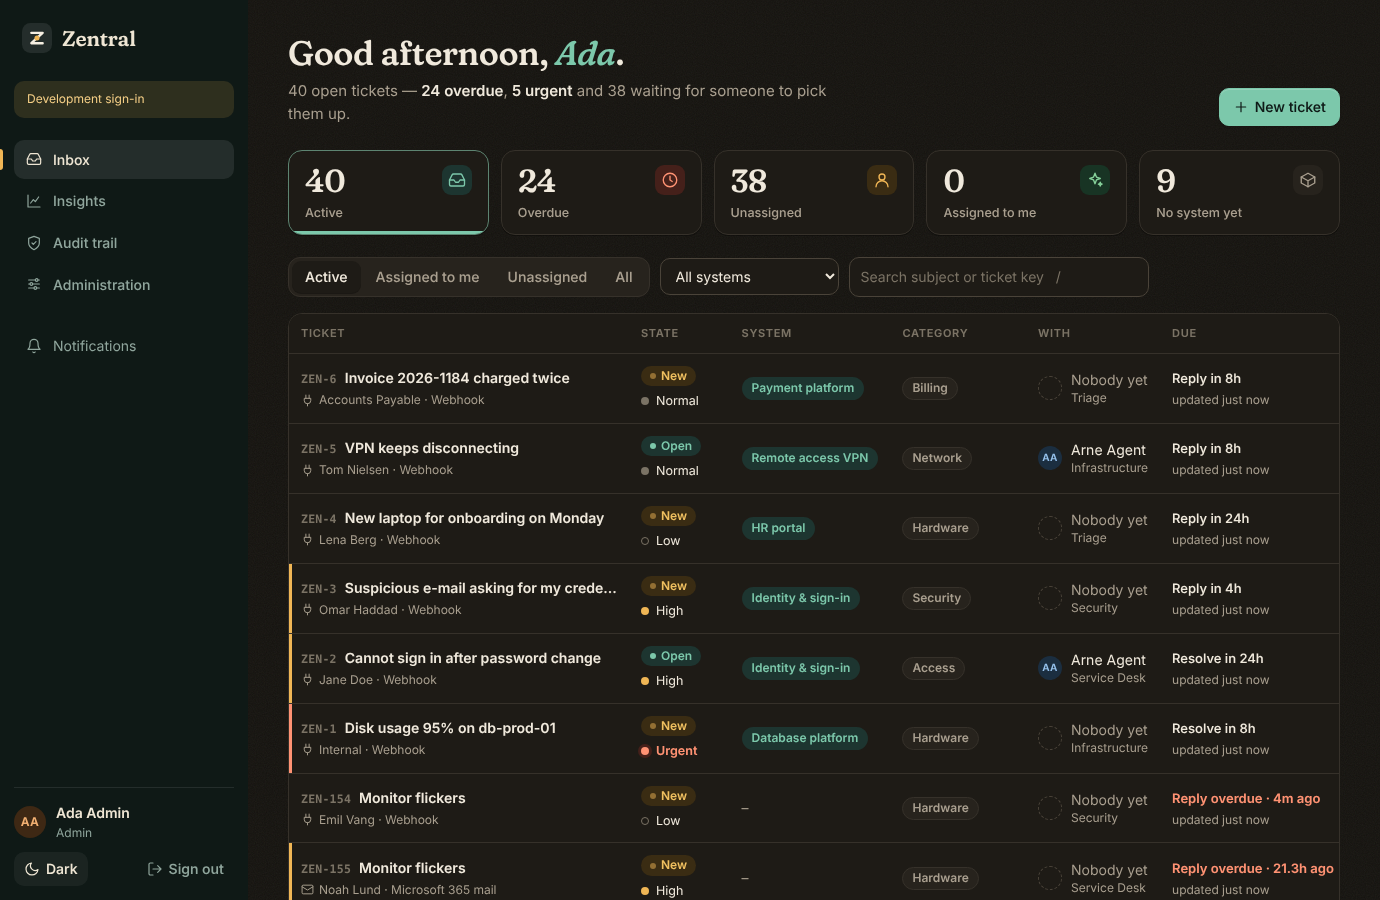 Zentral
Development sign-in
Inbox
Insights
Audit trail
Administration
Notifications
AA
Ada Admin
Admin
Dark
Sign out
Good afternoon, Ada.
40 open tickets — 24 overdue, 5 urgent and 38 waiting for someone to pick
them up.
+ New ticket
40
Active
24
Overdue
38
Unassigned
0
Assigned to me
9
No system yet
Active Assigned to me Unassigned All
All systems
Search subject or ticket key /
TICKET STATE SYSTEM CATEGORY WITH DUE
ZEN-6 Invoice 2026-1184 charged twice New Payment platform Billing Nobody yet Reply in 8h
Accounts Payable · Webhook Normal Triage updated just now
ZEN-5 VPN keeps disconnecting Open Remote access VPN Network AA Arne Agent Reply in 8h
Tom Nielsen · Webhook Normal Infrastructure updated just now
ZEN-4 New laptop for onboarding on Monday New HR portal Hardware Nobody yet Reply in 24h
Lena Berg · Webhook Low Triage updated just now
ZEN-3 Suspicious e-mail asking for my crede... New Identity & sign-in Security Nobody yet Reply in 4h
Omar Haddad · Webhook High Security updated just now
ZEN-2 Cannot sign in after password change Open Identity & sign-in Access AA Arne Agent Resolve in 24h
Jane Doe · Webhook High Service Desk updated just now
ZEN-1 Disk usage 95% on db-prod-01 New Database platform Hardware Nobody yet Resolve in 8h
Internal · Webhook Urgent Infrastructure updated just now
ZEN-154 Monitor flickers New – Hardware Nobody yet Reply overdue · 4m ago
Emil Vang · Webhook Low Security updated just now
ZEN-155 Monitor flickers New – Hardware Nobody yet Reply overdue · 21.3h ago
Noah Lund · Microsoft 365 mail High Service Desk updated just now